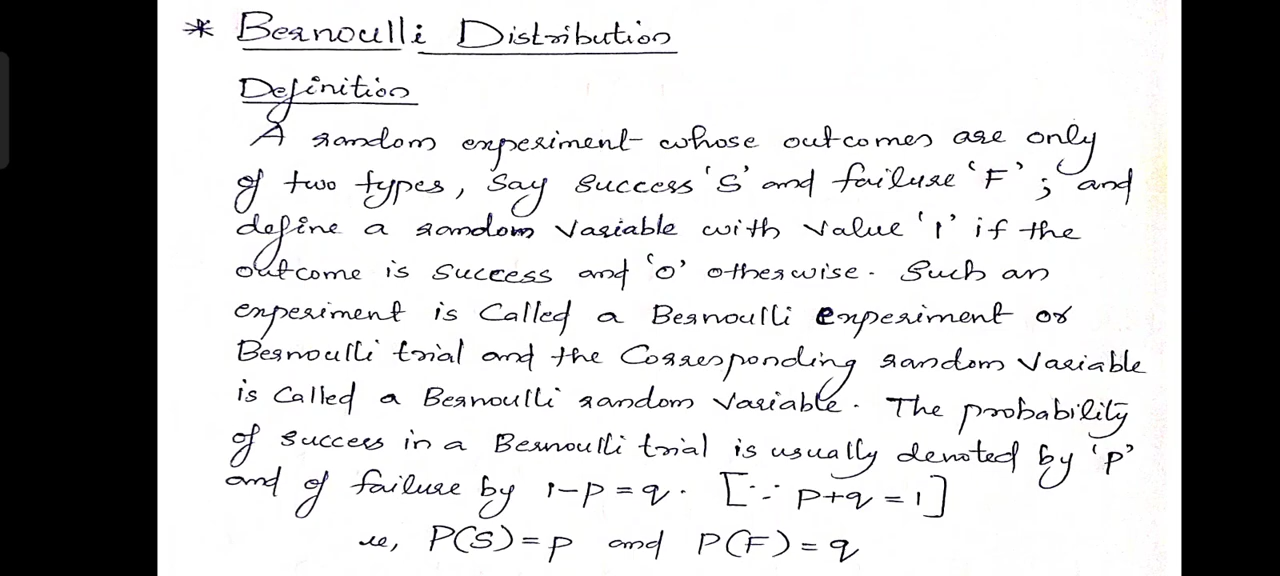 * Bernoulli Distribution
Definition
A random experiment whose outcomes are only
of two types, say success 'S' and failure 'F'; and
define a random variable with value '1' if the
outcome is success and '0' otherwise. Such an
experiment is called a Bernoulli experiment or
Bernoulli trial and the corresponding random variable
is called a Bernoulli random variable. The probability
of success in a Bernoulli trial is usually denoted by 'p'
and of failure by 1-p = q. [∵ p+q = 1]
ie, P(S) = p and P(F) = q